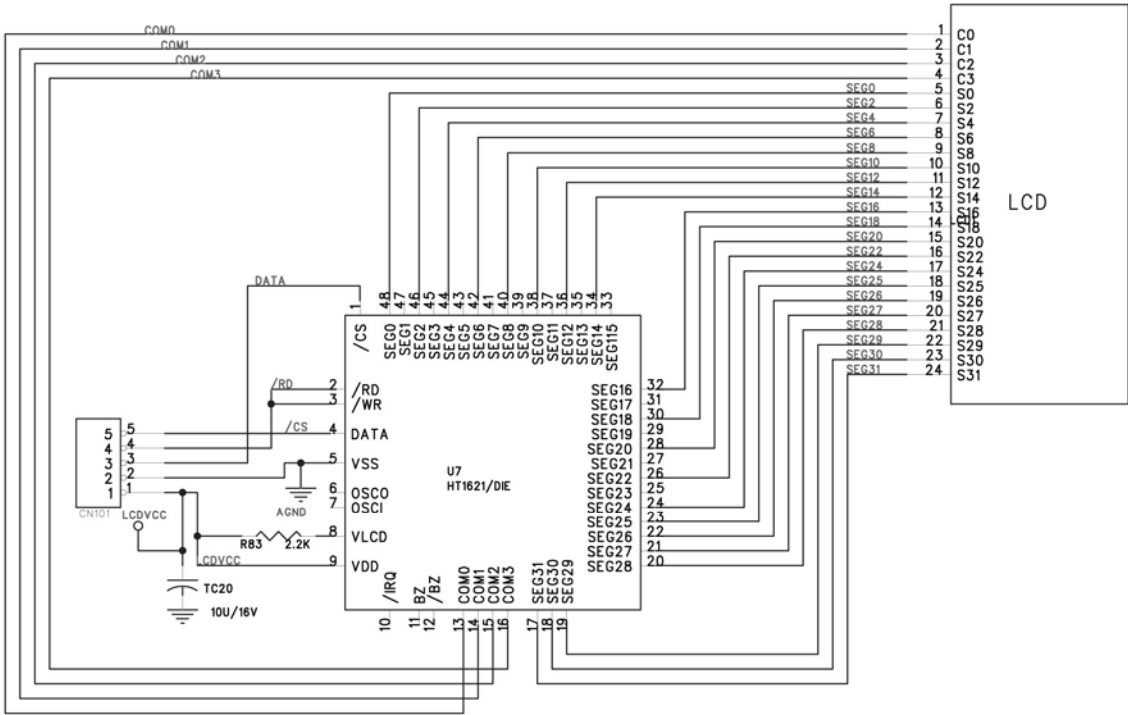 COM0
COM1
COM2
COM3
1 C0
2 C1
3 C2
4 C3
SEG0 5 S0
SEG2 6 S2
SEG4 7 S4
SEG6 8 S6
SEG8 9 S8
SEG10 10 S10
SEG12 11 S12
SEG14 12 S14
SEG16 13 S16
SEG18 14 S18
SEG20 15 S20
SEG22 16 S22
SEG24 17 S24
SEG25 18 S25
SEG26 19 S26
SEG27 20 S27
SEG28 21 S28
SEG29 22 S29
SEG30 23 S30
SEG31 24 S31
LCD
DATA
1 48 47 46 45 44 43 42 41 40 39 38 37 36 35 34 33
/CS SEG0 SEG1 SEG2 SEG3 SEG4 SEG5 SEG6 SEG7 SEG8 SEG9 SEG10 SEG11 SEG12 SEG13 SEG14 SEG115
/RD 2 /RD
3 /WR
/CS 4 DATA
5 VSS
6 OSCO
7 OSCI
8 VLCD
9 VDD
5 5
4 4
3 3
2 2
1 1
CN101
LCDVCC
AGND
R83 2.2K
LCDVCC
TC20
10U/16V
U7
HT1621/DIE
SEG16 32
SEG17 31
SEG18 30
SEG19 29
SEG20 28
SEG21 27
SEG22 26
SEG23 25
SEG24 24
SEG25 23
SEG26 22
SEG27 21
SEG28 20
/IRQ BZ /BZ COM0 COM1 COM2 COM3 SEG31 SEG30 SEG29
10 11 12 13 14 15 16 17 18 19